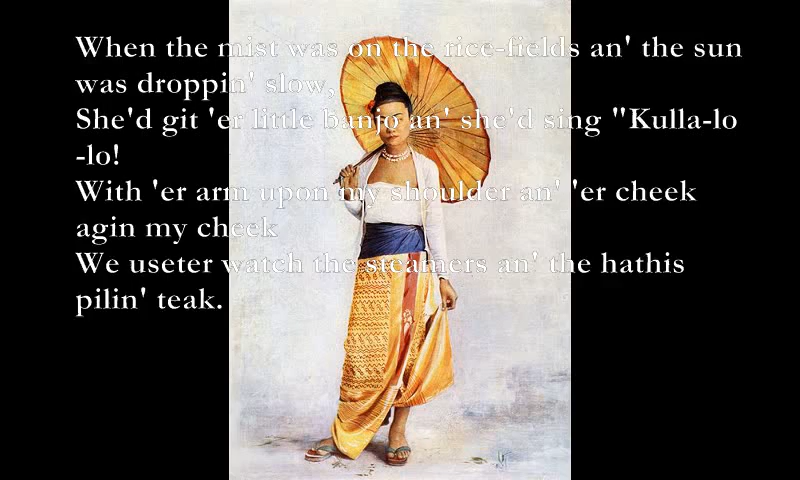 When the mist was on the rice-fields an' the sun
was droppin' slow,
She'd git 'er little banjo an' she'd sing "Kulla-lo
-lo!
With 'er arm upon my shoulder an' 'er cheek
agin my cheek
We useter watch the steamers an' the hathis
pilin' teak.